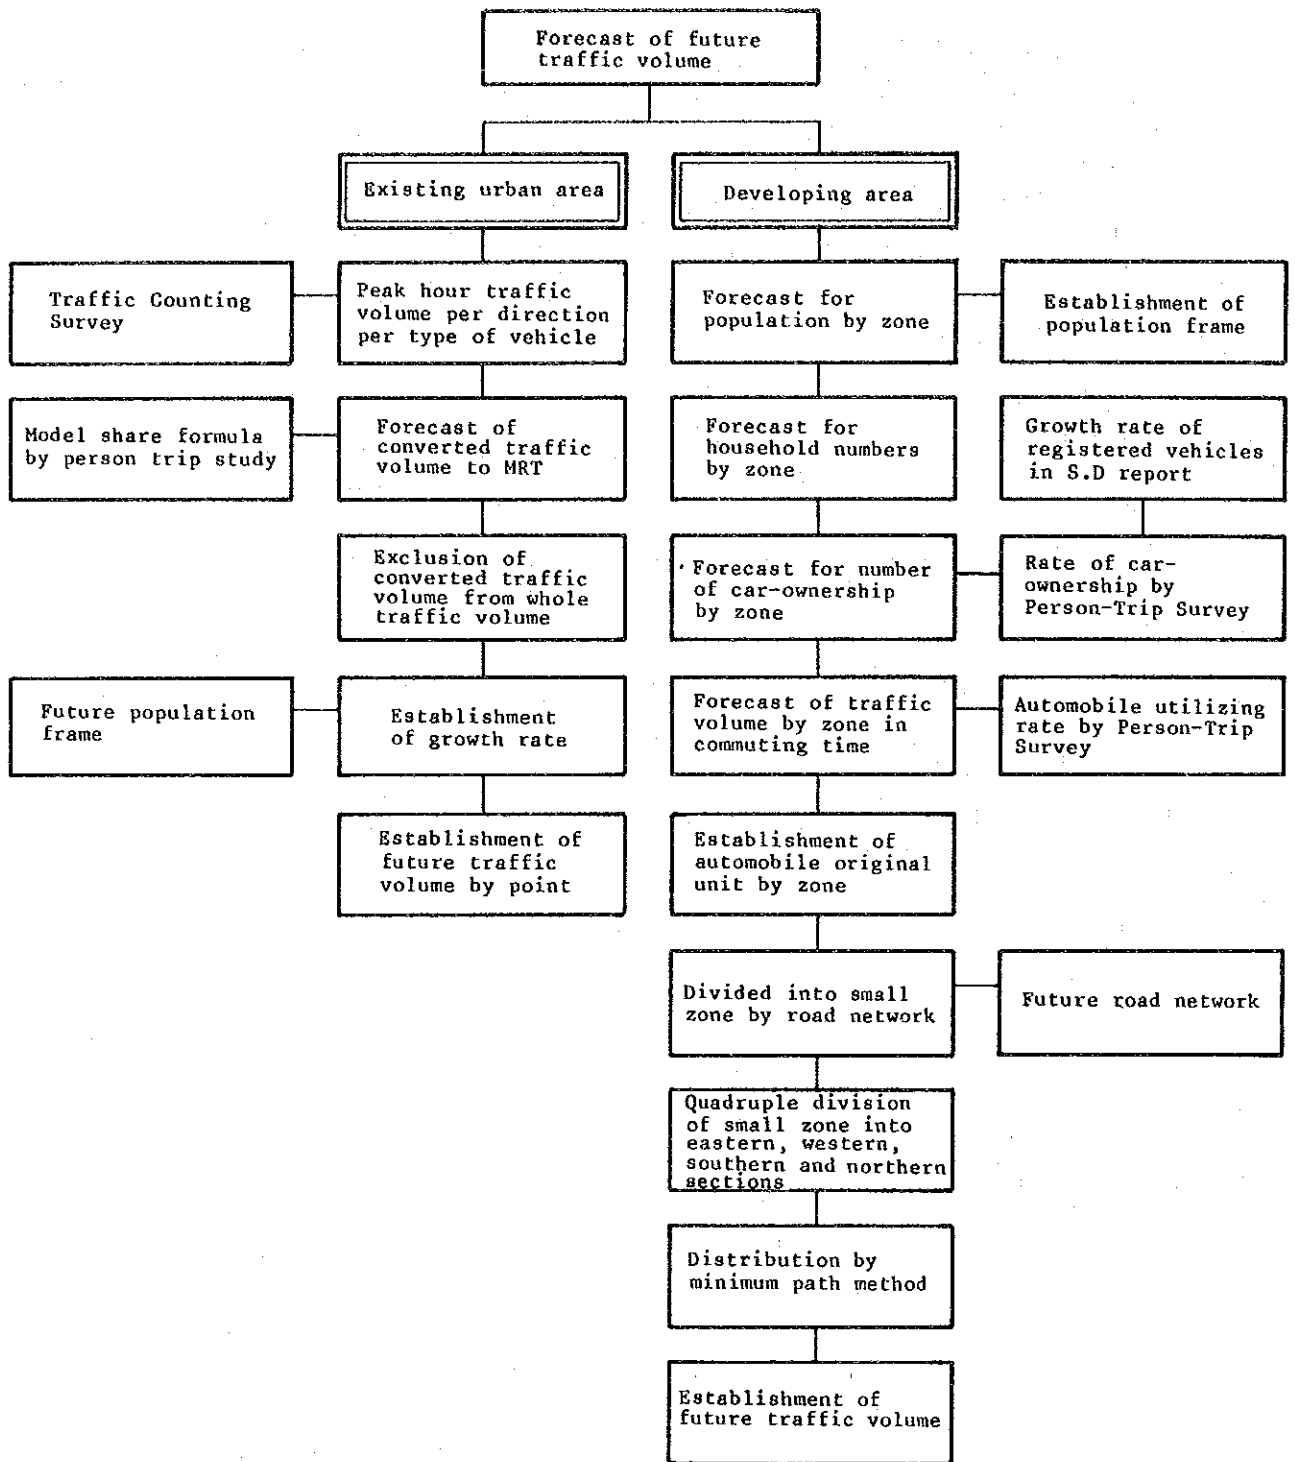 Forecast of future
traffic volume
Existing urban area
Developing area
Traffic Counting
Survey
Peak hour traffic
volume per direction
per type of vehicle
Forecast for
population by zone
Establishment of
population frame
Model share formula
by person trip study
Forecast of
converted traffic
volume to MRT
Forecast for
household numbers
by zone
Growth rate of
registered vehicles
in S.D report
Exclusion of
converted traffic
volume from whole
traffic volume
Forecast for number
of car-ownership
by zone
Rate of car-
ownership by
Person-Trip Survey
Future population
frame
Establishment
of growth rate
Forecast of traffic
volume by zone in
commuting time
Automobile utilizing
rate by Person-Trip
Survey
Establishment of
future traffic
volume by point
Establishment of
automobile original
unit by zone
Divided into small
zone by road network
Future road network
Quadruple division
of small zone into
eastern, western,
southern and northern
sections
Distribution by
minimum path method
Establishment of
future traffic volume